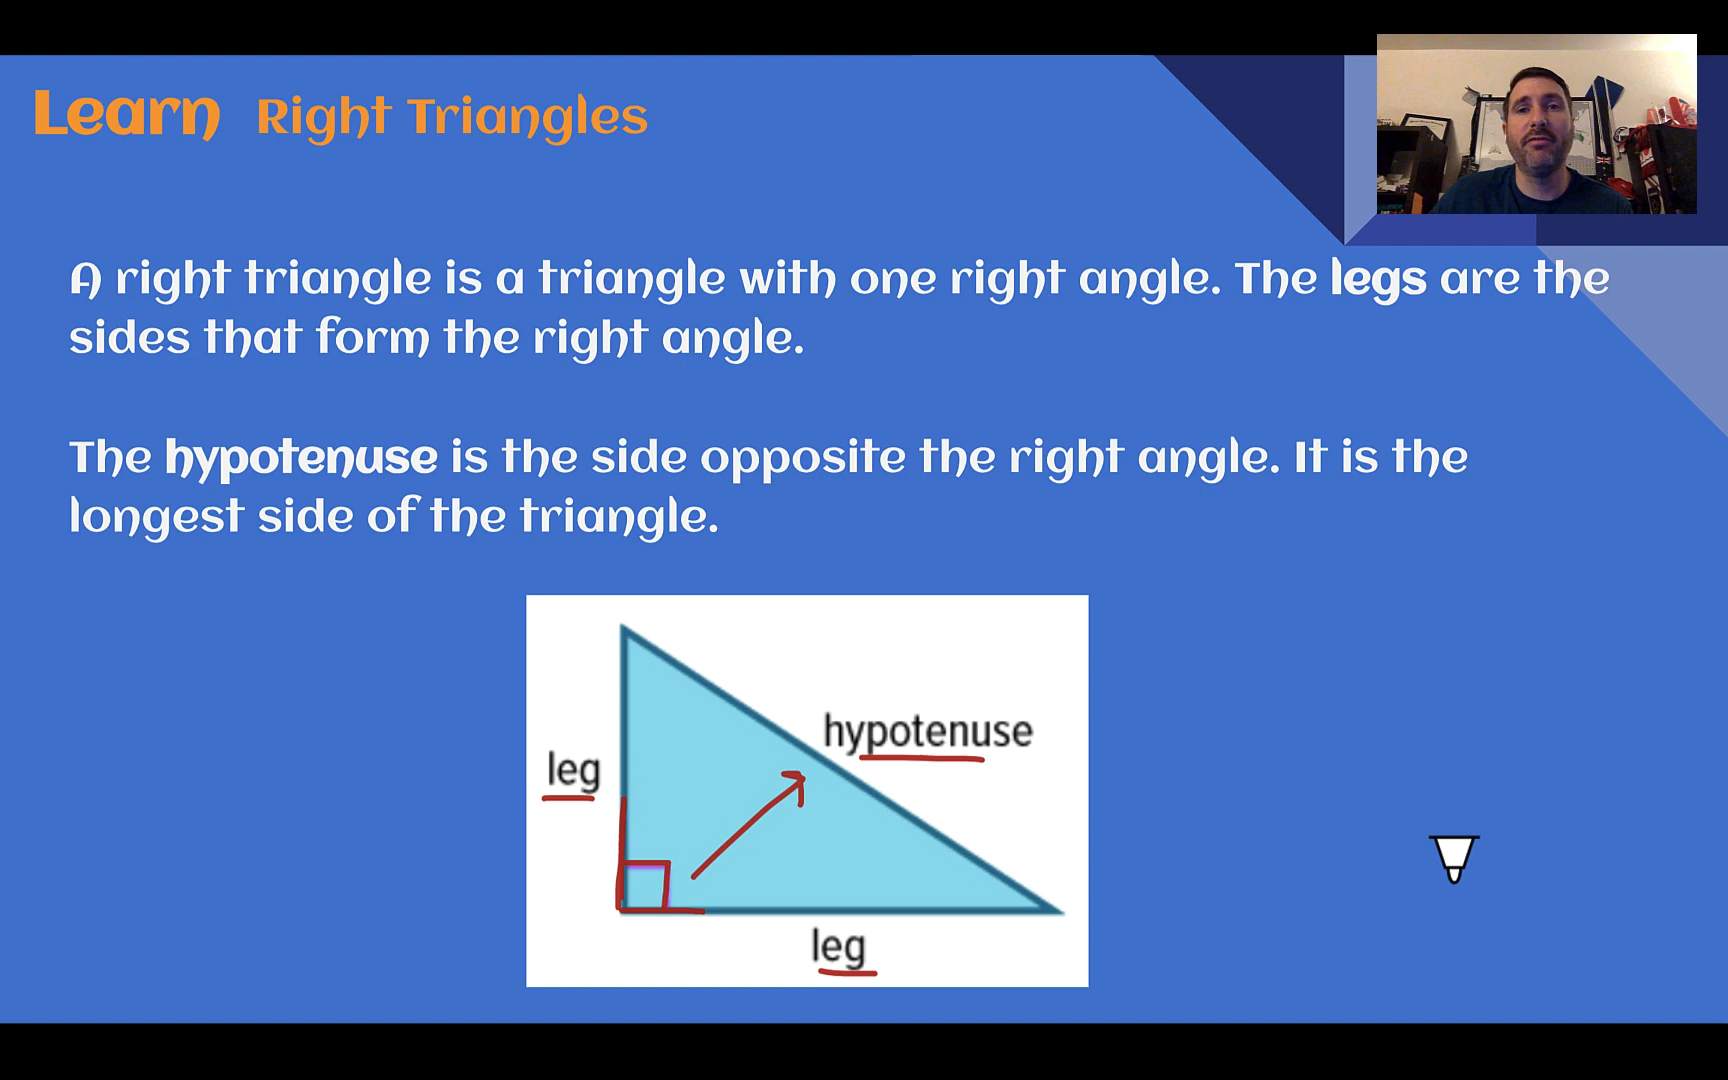 Learn Right Triangles
A right triangle is a triangle with one right angle. The legs are the
sides that form the right angle.
The hypotenuse is the side opposite the right angle. It is the
longest side of the triangle.
hypotenuse
leg
leg